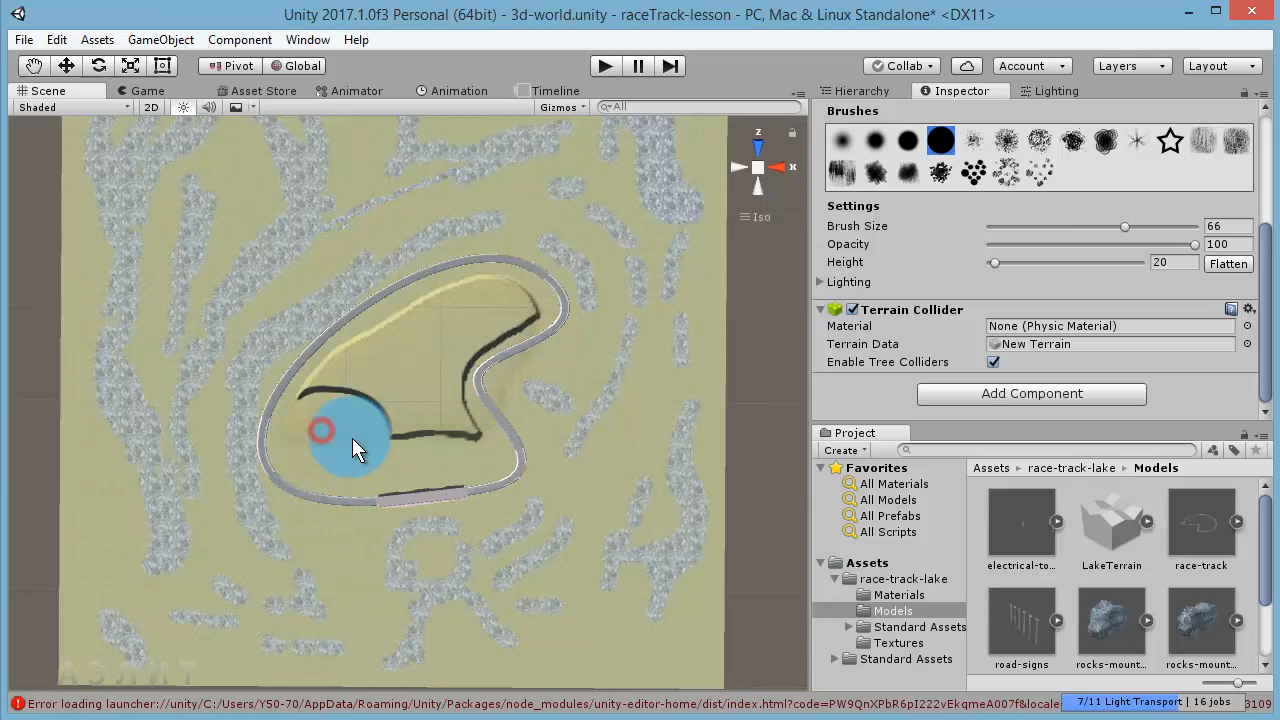 Unity 2017.1.0f3 Personal (64bit) - 3d-world.unity - raceTrack-lesson - PC, Mac & Linux Standalone* <DX11>
File Edit Assets GameObject Component Window Help
Pivot Global Collab Account Layers Layout
Scene Game Asset Store Animator Animation Timeline
Hierarchy Inspector Lighting
Shaded 2D Gizmos All
z
x
Iso
Brushes
Settings
Brush Size 66
Opacity 100
Height 20 Flatten
Lighting
Terrain Collider
Material None (Physic Material)
Terrain Data New Terrain
Enable Tree Colliders
Add Component
Project
Create
Favorites
All Materials
All Models
All Prefabs
All Scripts
Assets
race-track-lake
Materials
Models
Standard Assets
Textures
Standard Assets
Assets race-track-lake Models
electrical-to... LakeTerrain race-track
road-signs rocks-mount... rocks-mount...
Error loading launcher://unity/C:/Users/Y50-70/AppData/Roaming/Unity/Packages/node_modules/unity-editor-home/dist/index.html?code=PW9QnXPbR6pI1222vEkqmeA007f&locale
7/11 Light Transport | 16 jobs
3109